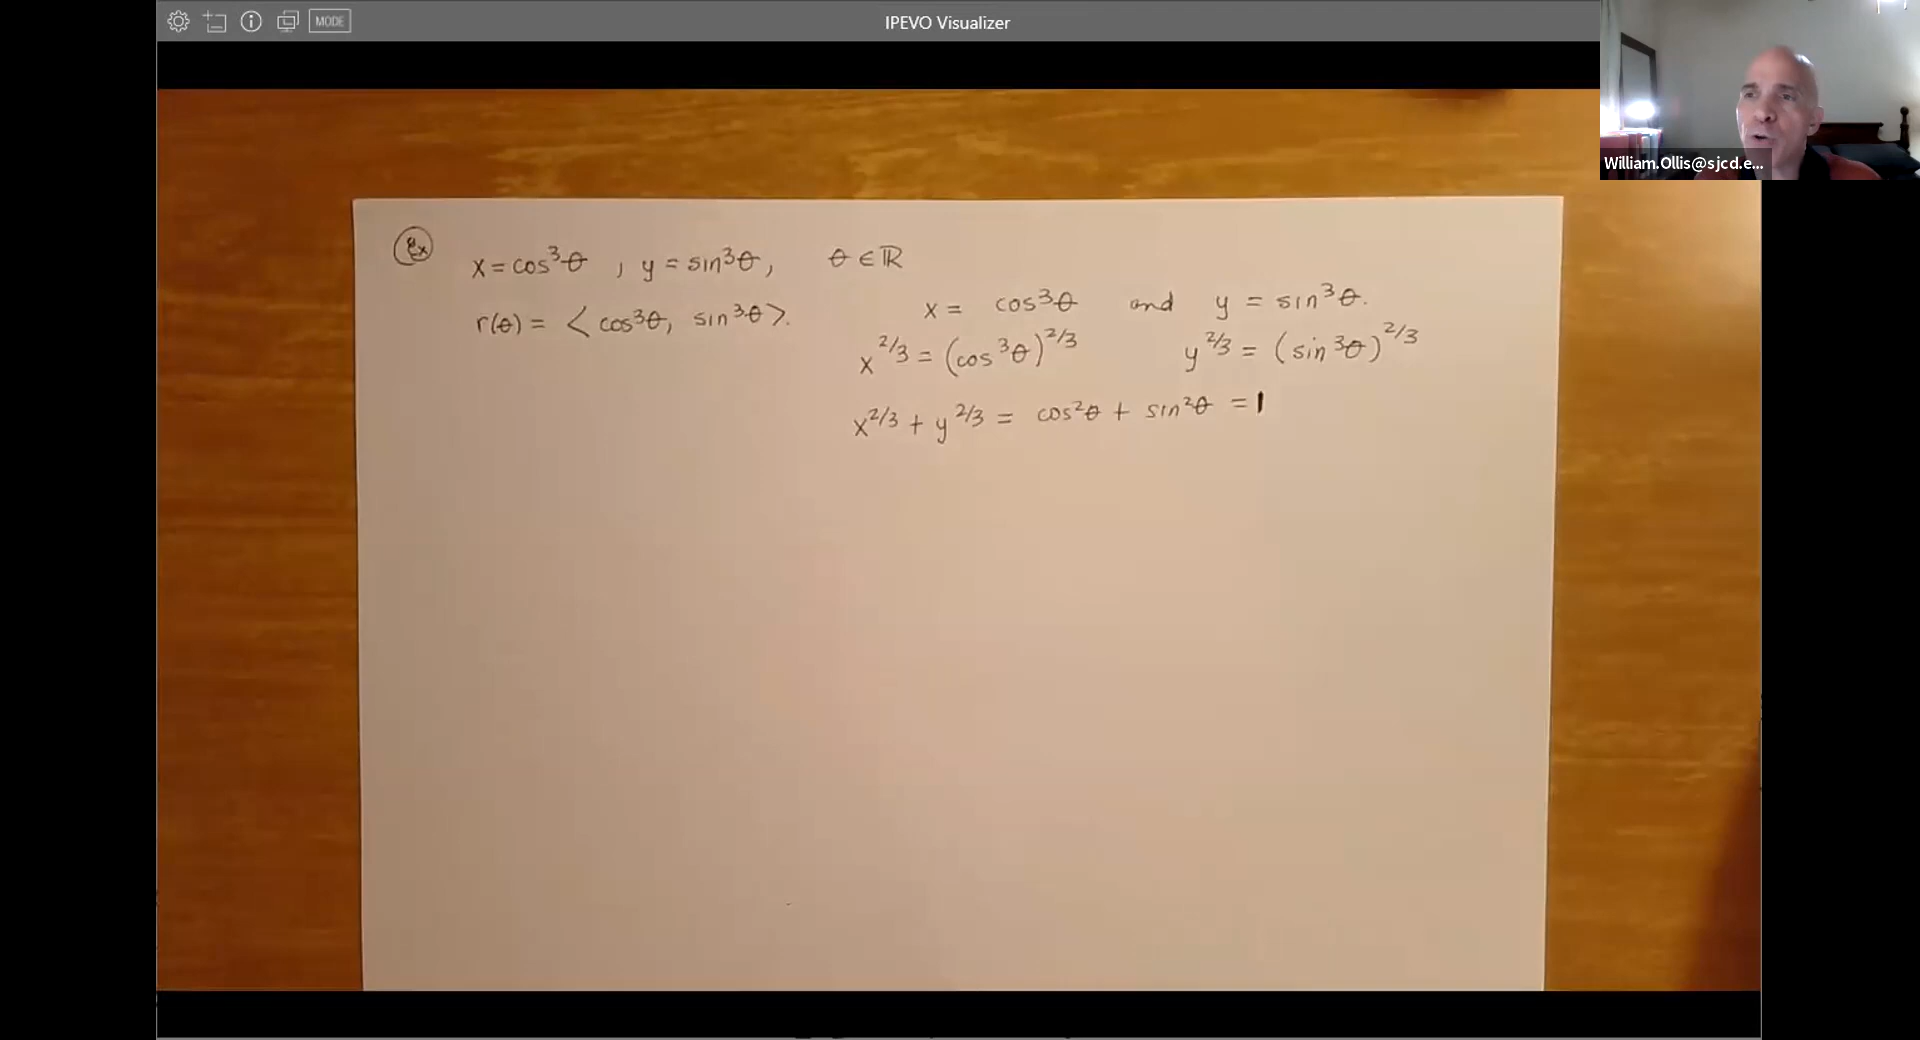 MODE
IPEVO Visualizer
William.Ollis@sjcd.e...
Ex
x = cos³θ , y = sin³θ, θ ∈ ℝ
r(θ) = <cos³θ, sin³θ>.
x = cos³θ and y = sin³θ.
x^2/3 = (cos³θ)^2/3 y^2/3 = (sin³θ)^2/3
x^2/3 + y^2/3 = cos²θ + sin²θ = 1